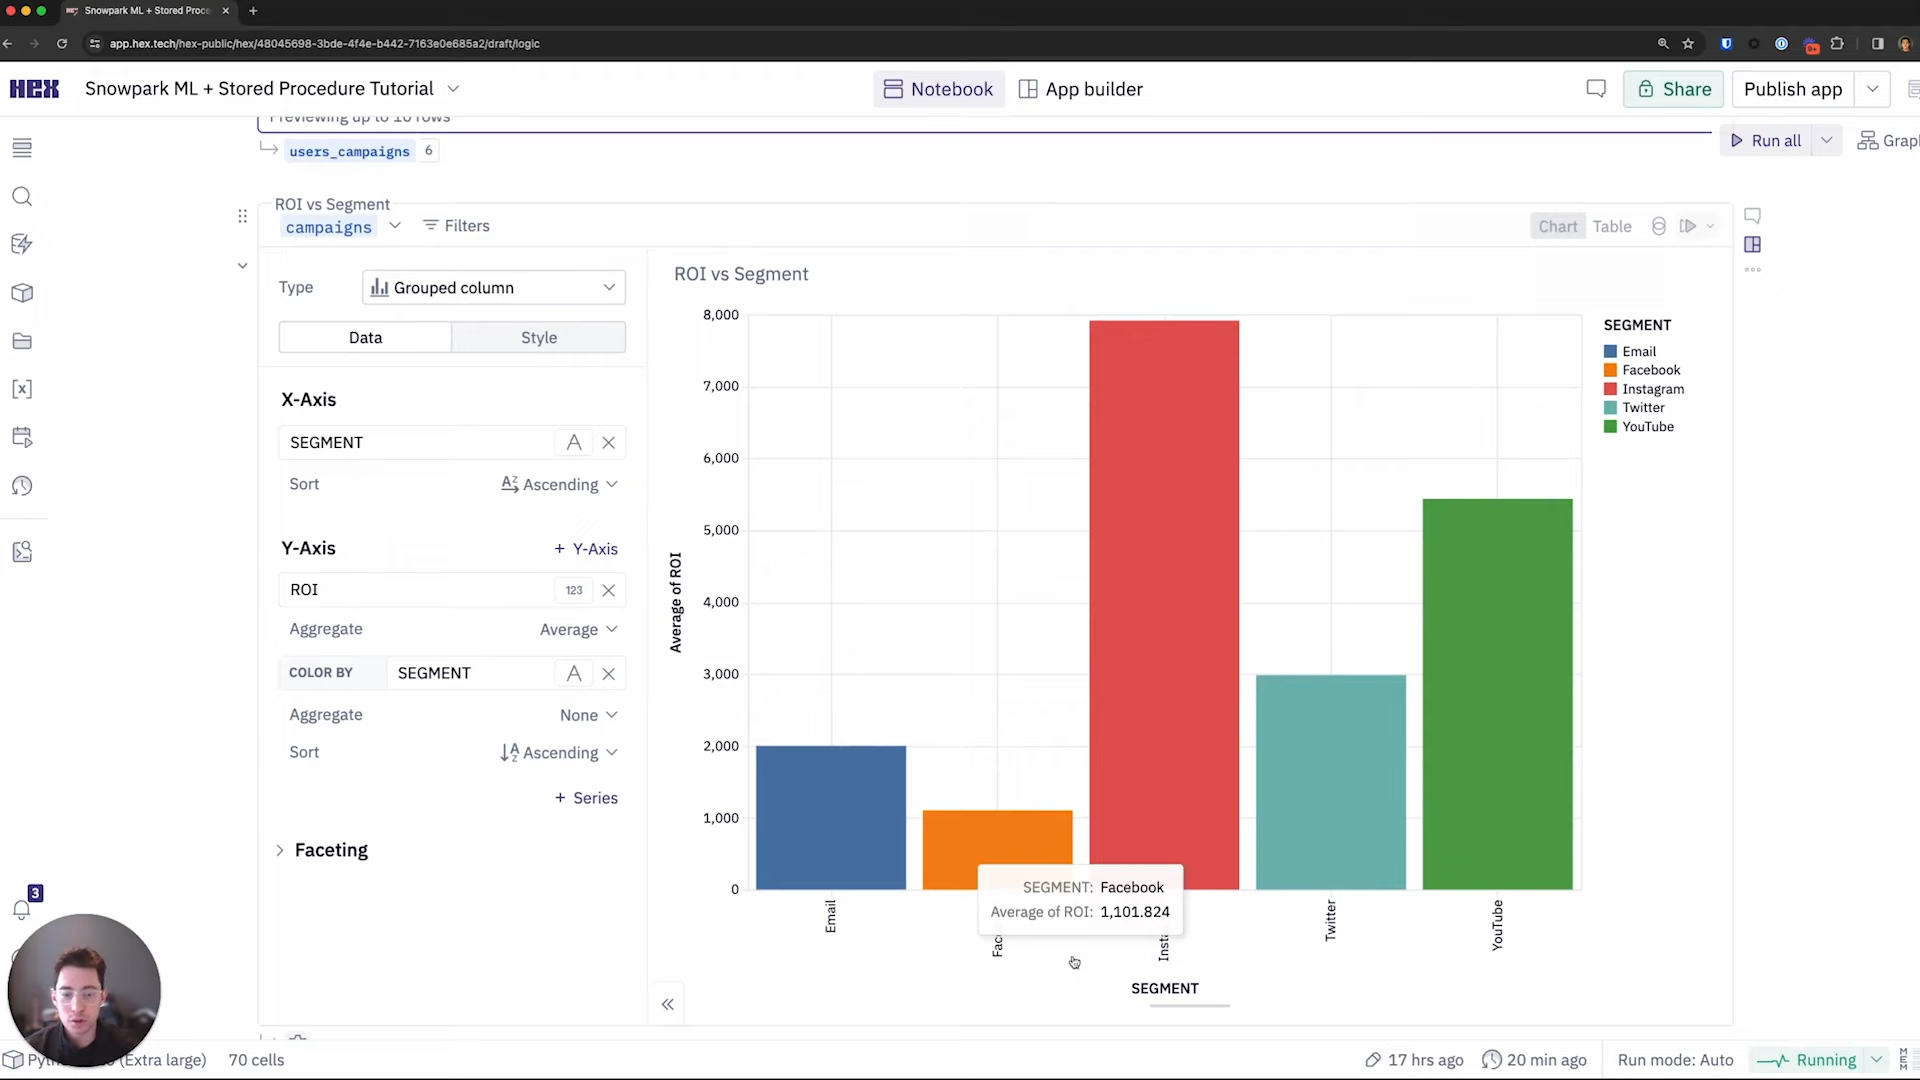 Snowpark ML + Stored Proce
app.hex.tech/hex-public/hex/48045698-3bde-4f4e-b442-7163e0e685a2/draft/logic
HEX
Snowpark ML + Stored Procedure Tutorial
Notebook
App builder
Share
Publish app
Previewing up to 10 rows
users_campaigns
6
Run all
ROI vs Segment
campaigns
Filters
Chart
Table
Type
Grouped column
Data
Style
X-Axis
SEGMENT
Sort
Ascending
Y-Axis
+ Y-Axis
ROI
123
Aggregate
Average
COLOR BY
SEGMENT
Aggregate
None
Sort
Ascending
+ Series
Faceting
ROI vs Segment
8,000
7,000
6,000
5,000
4,000
3,000
2,000
1,000
0
Average of ROI
Email
Twitter
YouTube
SEGMENT
SEGMENT: Facebook
Average of ROI: 1,101.824
SEGMENT
Email
Facebook
Instagram
Twitter
YouTube
3
(Extra large)
70 cells
17 hrs ago
20 min ago
Run mode: Auto
Running